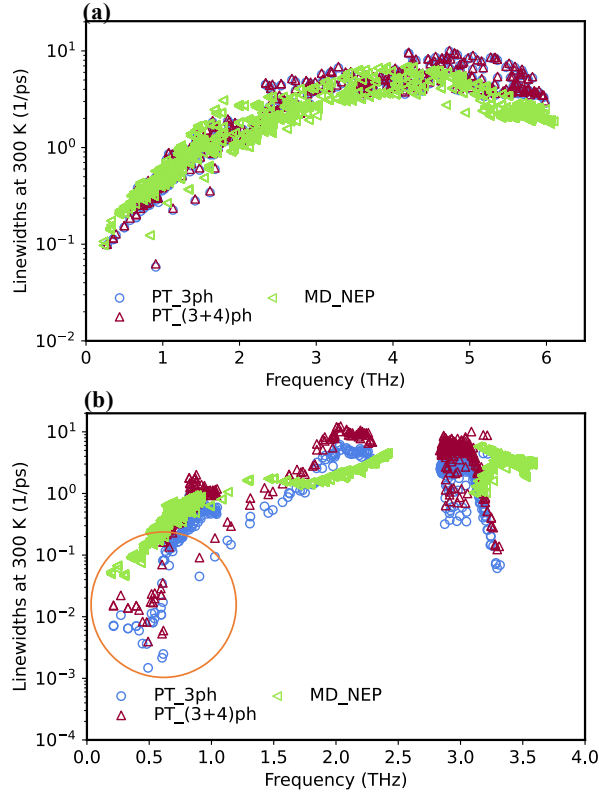 (a)
Linewidths at 300 K (1/ps)
10^1
10^0
10^−1
10^−2
PT_3ph
PT_(3+4)ph
MD_NEP
0 1 2 3 4 5 6
Frequency (THz)
(b)
Linewidths at 300 K (1/ps)
10^1
10^0
10^−1
10^−2
10^−3
10^−4
PT_3ph
PT_(3+4)ph
MD_NEP
0.0 0.5 1.0 1.5 2.0 2.5 3.0 3.5 4.0
Frequency (THz)